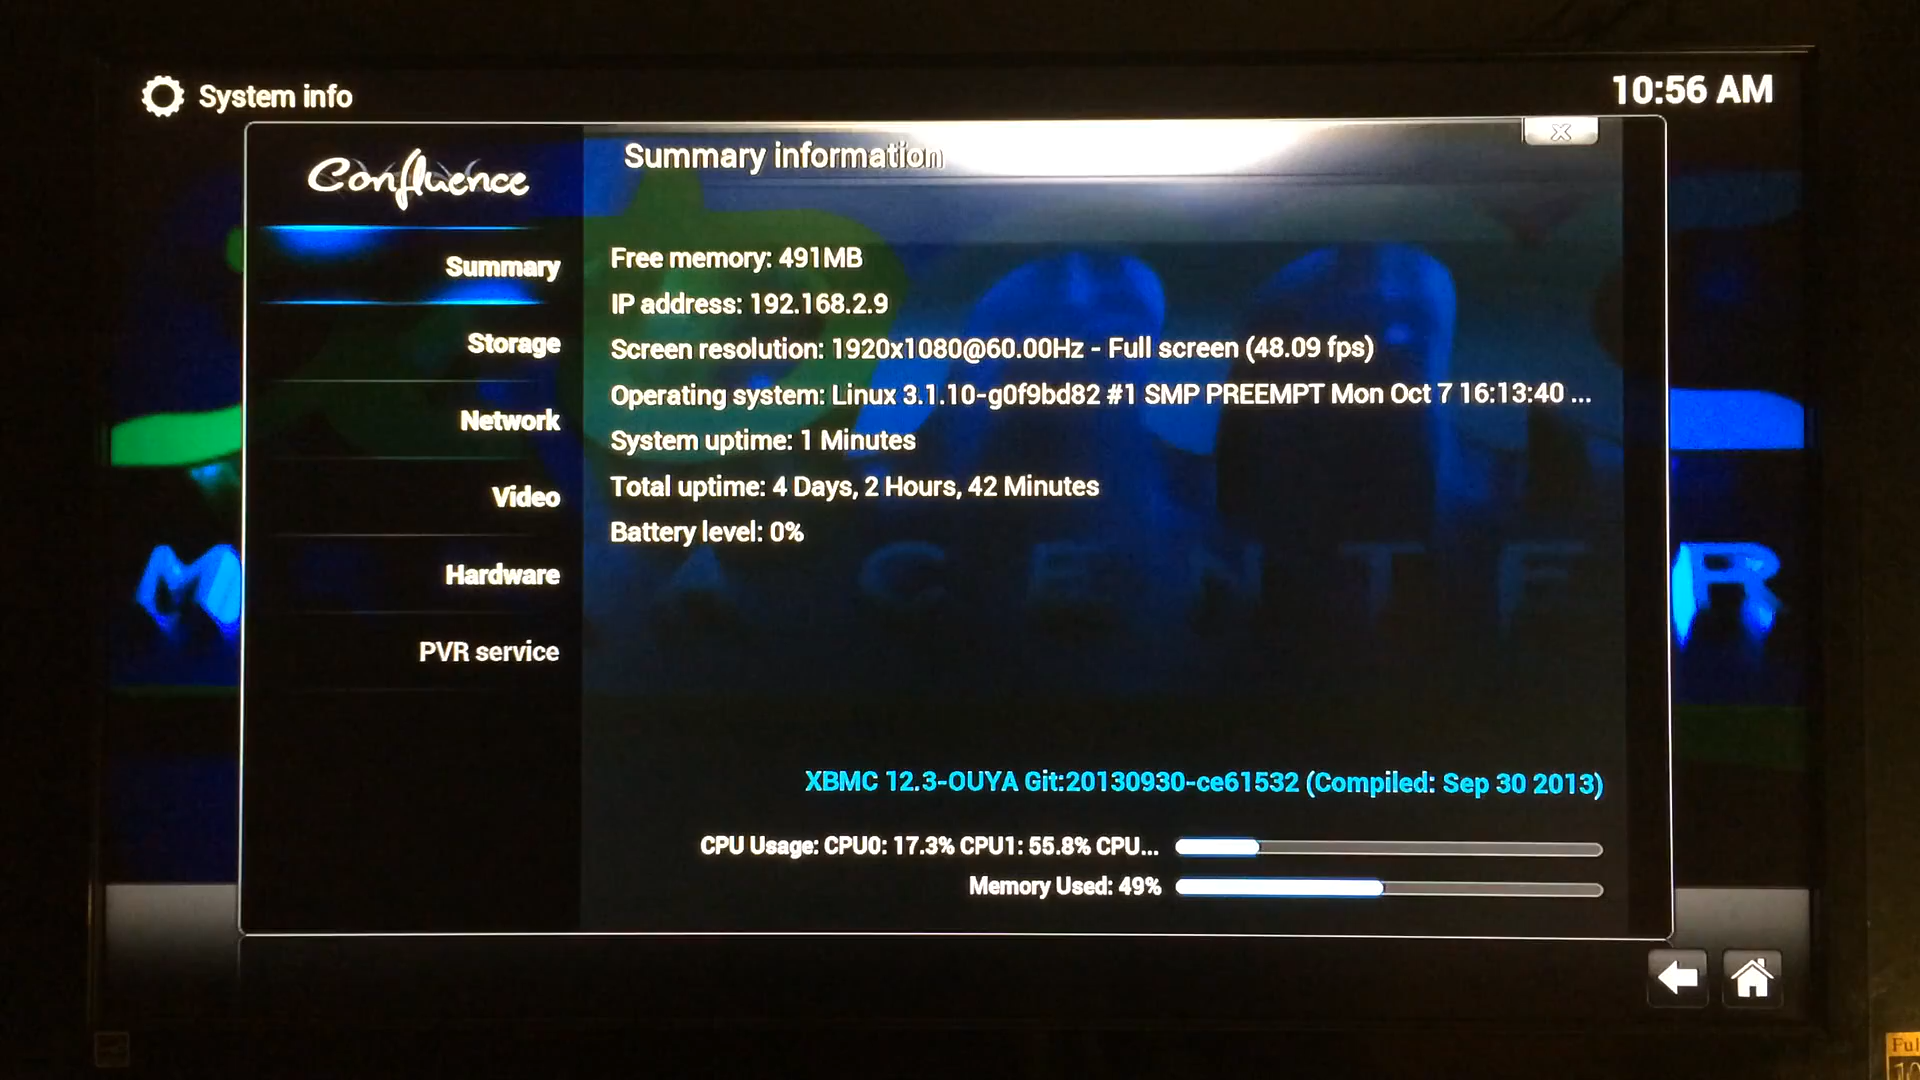 System info
10:56 AM
Confluence
Summary information
Summary
Storage
Network
Video
Hardware
PVR service
Free memory: 491MB
IP address: 192.168.2.9
Screen resolution: 1920x1080@60.00Hz - Full screen (48.09 fps)
Operating system: Linux 3.1.10-g0f9bd82 #1 SMP PREEMPT Mon Oct 7 16:13:40 ...
System uptime: 1 Minutes
Total uptime: 4 Days, 2 Hours, 42 Minutes
Battery level: 0%
M A CENTE R
XBMC 12.3-OUYA Git:20130930-ce61532 (Compiled: Sep 30 2013)
CPU Usage: CPU0: 17.3% CPU1: 55.8% CPU...
Memory Used: 49%
Ful